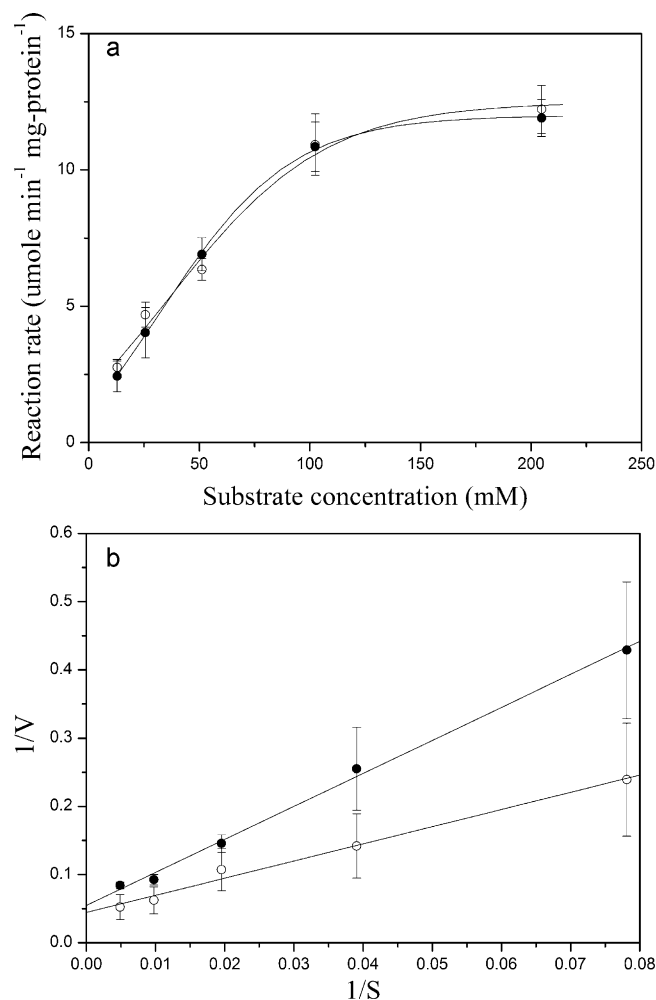 a
15
10
5
0
0 50 100 150 200 250
Reaction rate (umole min⁻¹ mg-protein⁻¹)
Substrate concentration (mM)
b
0.6
0.5
0.4
0.3
0.2
0.1
0.0
0.00 0.01 0.02 0.03 0.04 0.05 0.06 0.07 0.08
1/V
1/S